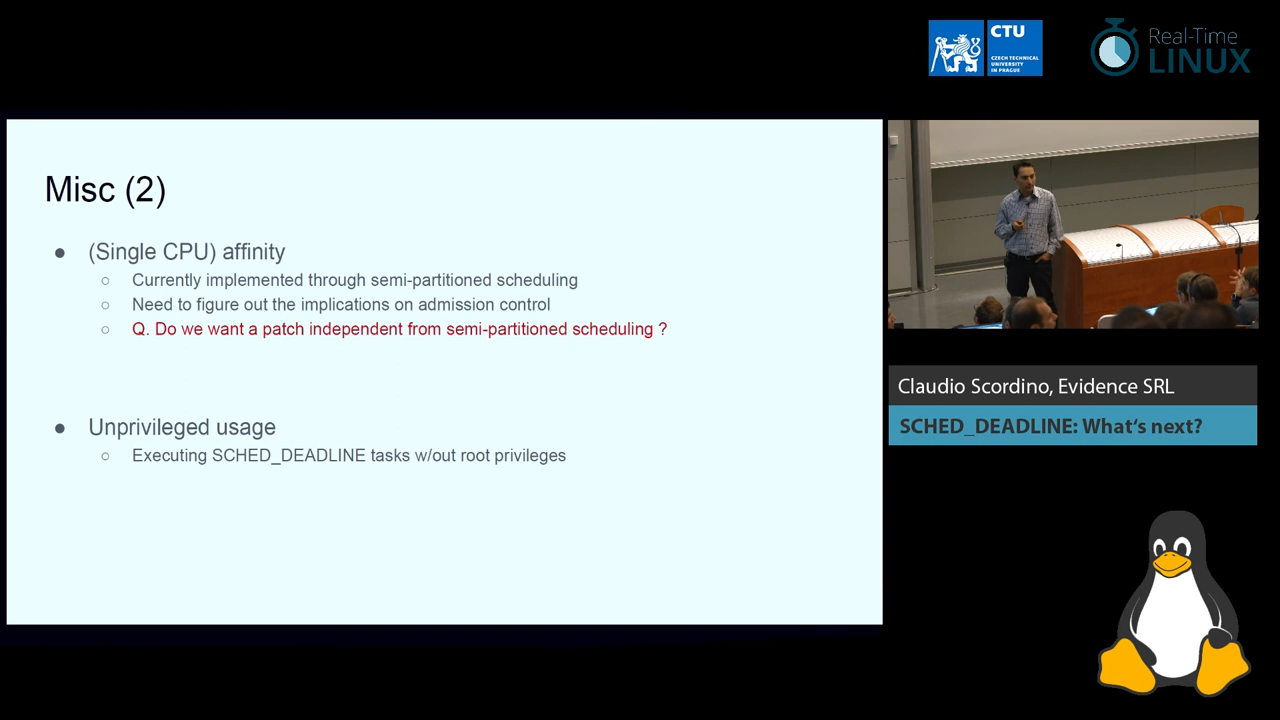 CTU
CZECH TECHNICAL
UNIVERSITY
IN PRAGUE
Real-Time
LINUX
Misc (2)
● (Single CPU) affinity
○ Currently implemented through semi-partitioned scheduling
○ Need to figure out the implications on admission control
○ Q. Do we want a patch independent from semi-partitioned scheduling ?
● Unprivileged usage
○ Executing SCHED_DEADLINE tasks w/out root privileges
Claudio Scordino, Evidence SRL
SCHED_DEADLINE: What's next?